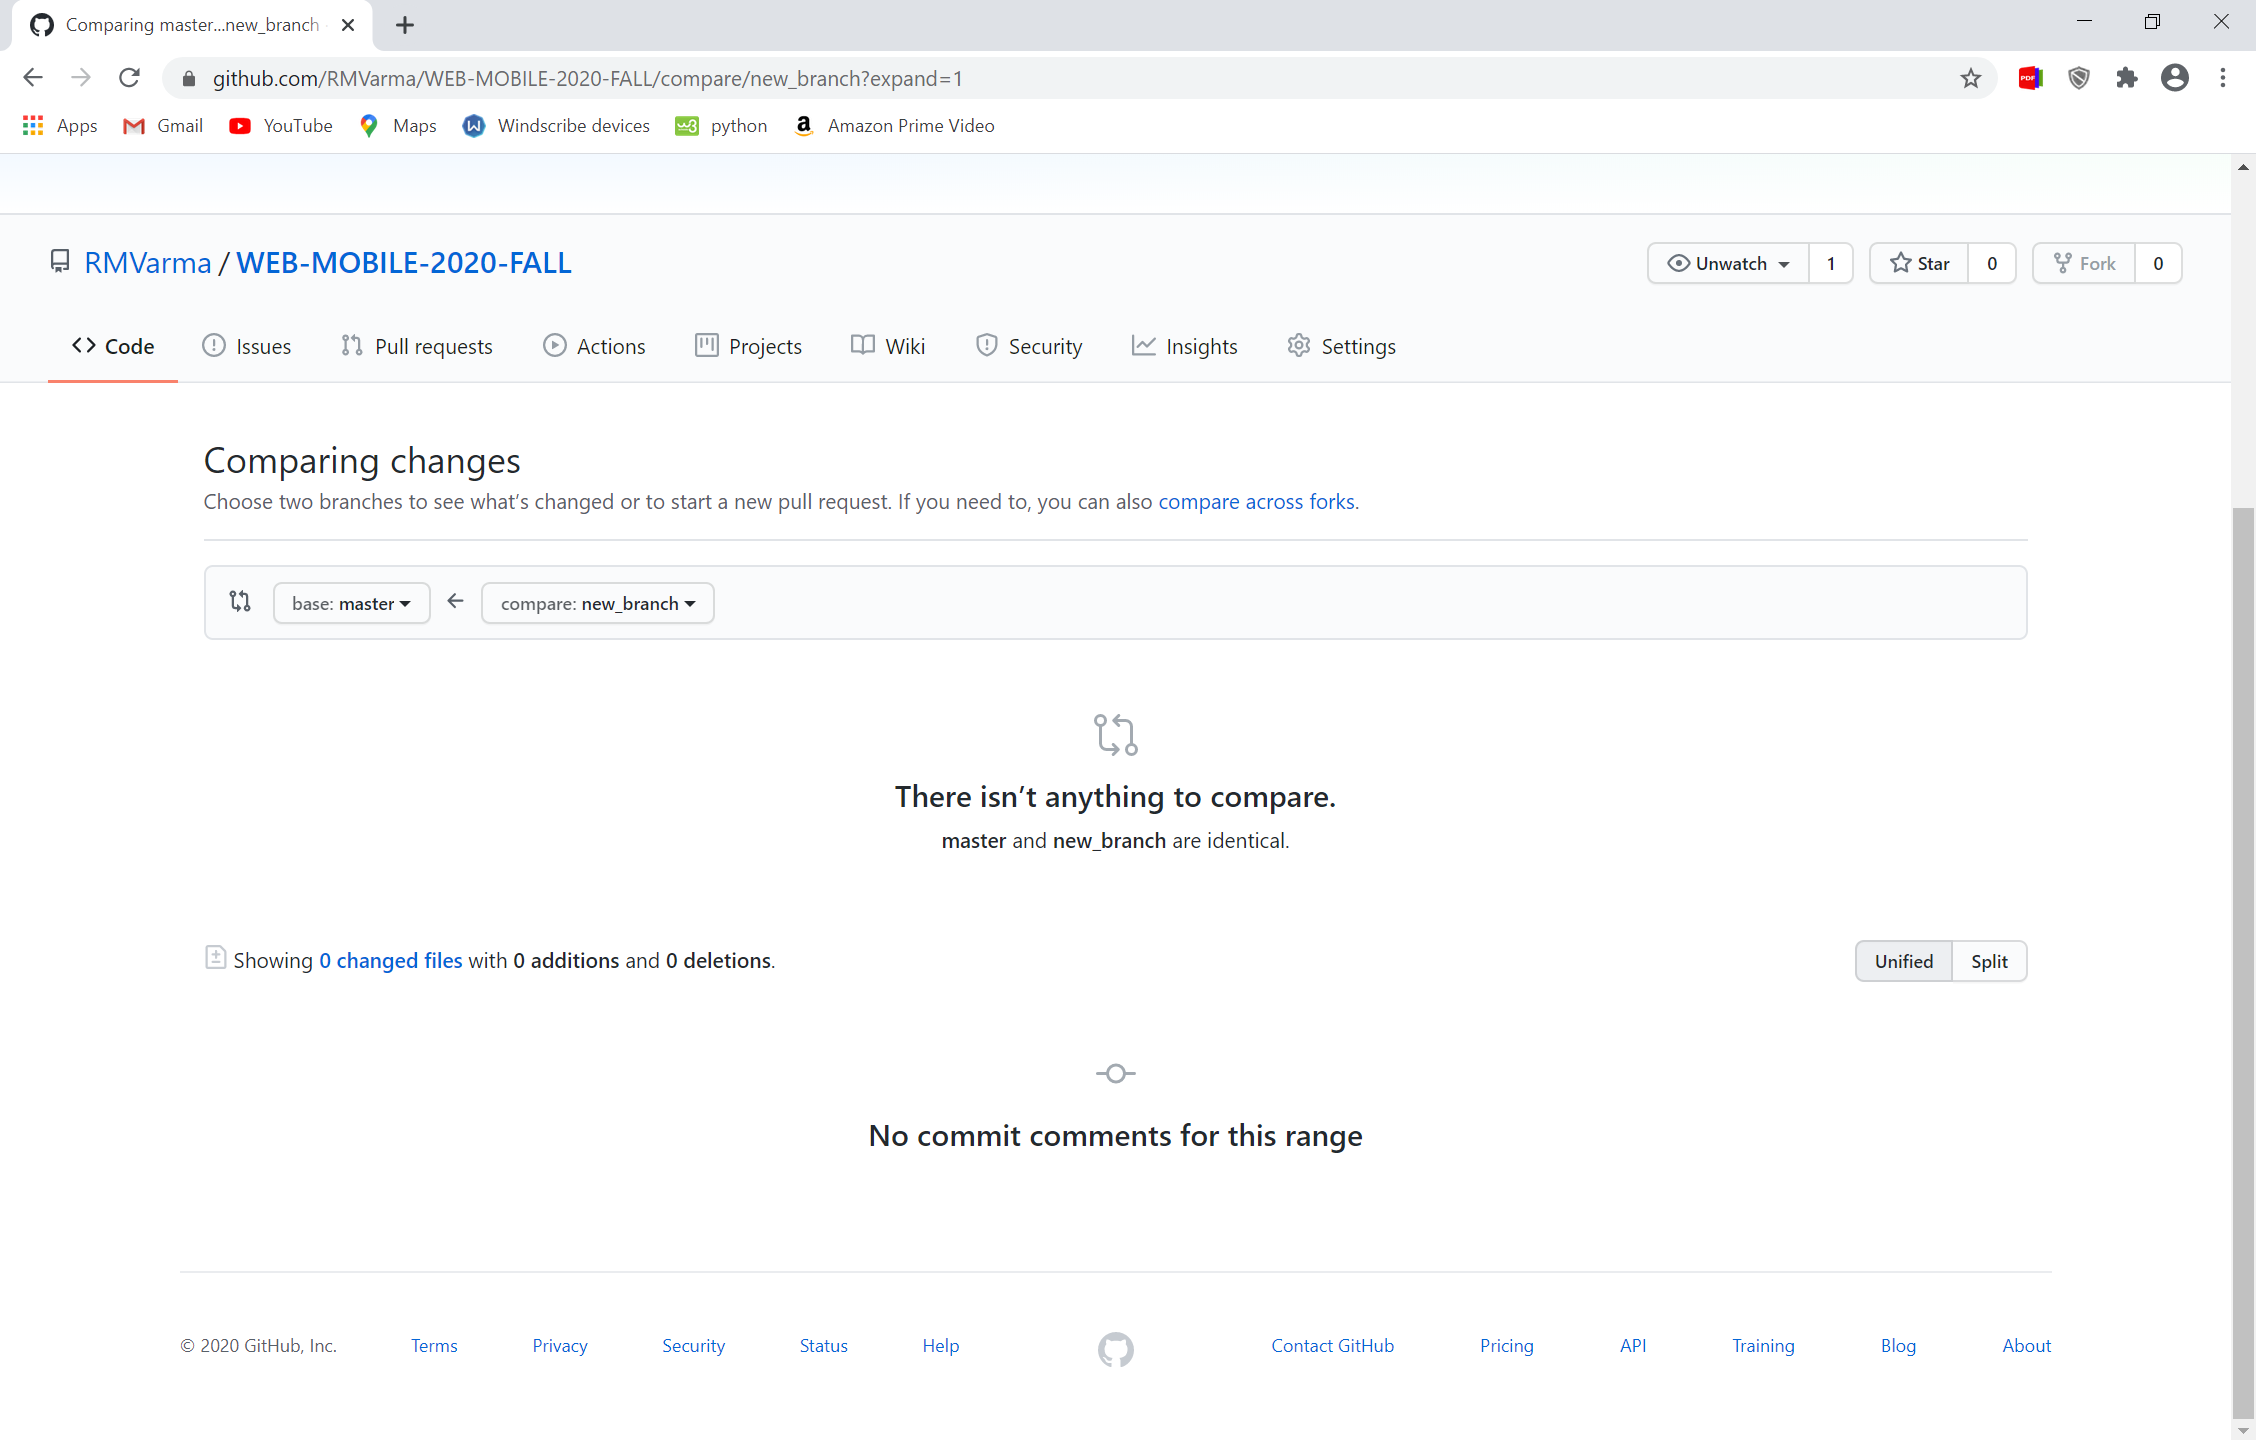 Comparing master...new_branch
github.com/RMVarma/WEB-MOBILE-2020-FALL/compare/new_branch?expand=1
PDF
Apps Gmail YouTube Maps Windscribe devices w3 python Amazon Prime Video
RMVarma / WEB-MOBILE-2020-FALL
Unwatch 1 Star 0 Fork 0
Code Issues Pull requests Actions Projects Wiki Security Insights Settings
Comparing changes
Choose two branches to see what’s changed or to start a new pull request. If you need to, you can also compare across forks.
base: master compare: new_branch
There isn’t anything to compare.
master and new_branch are identical.
Showing 0 changed files with 0 additions and 0 deletions.
Unified Split
No commit comments for this range
© 2020 GitHub, Inc. Terms Privacy Security Status Help Contact GitHub Pricing API Training Blog About